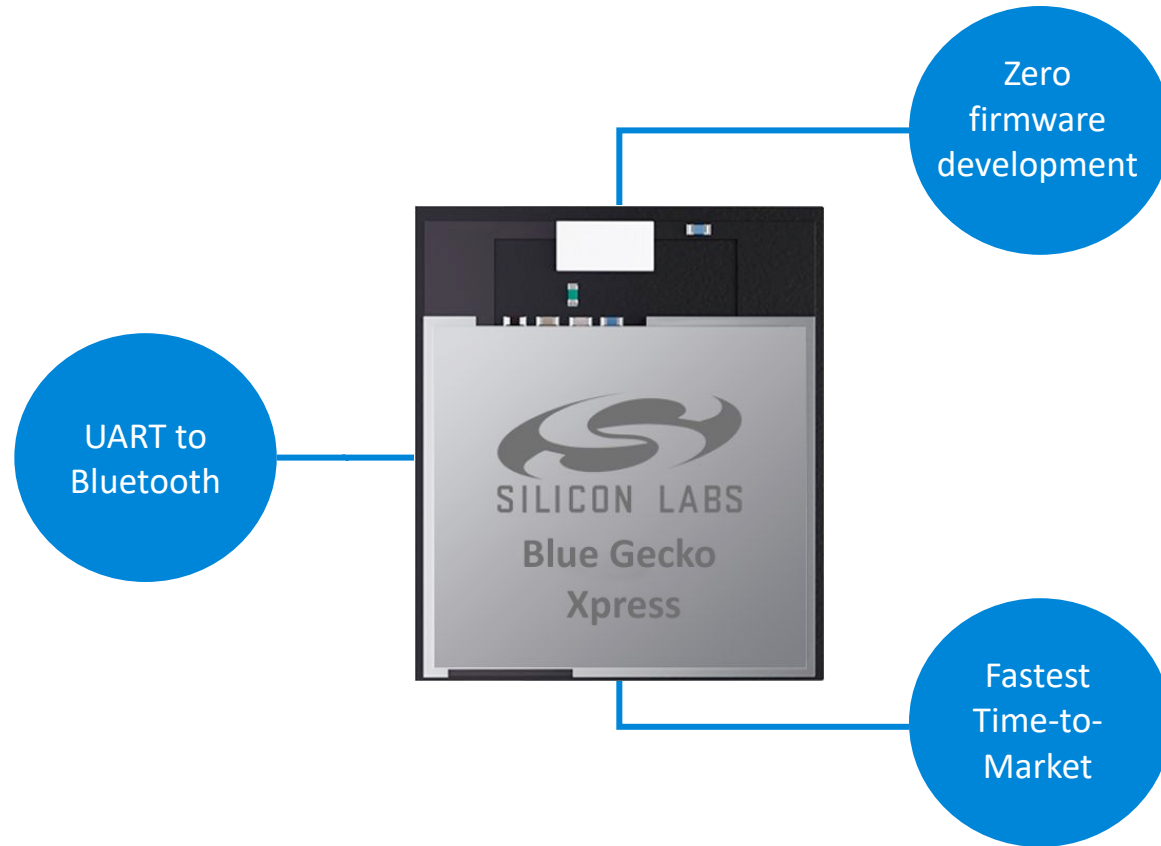 Zero
firmware
development
UART to
Bluetooth
SILICON LABS
Blue Gecko
Xpress
Fastest
Time-to-
Market